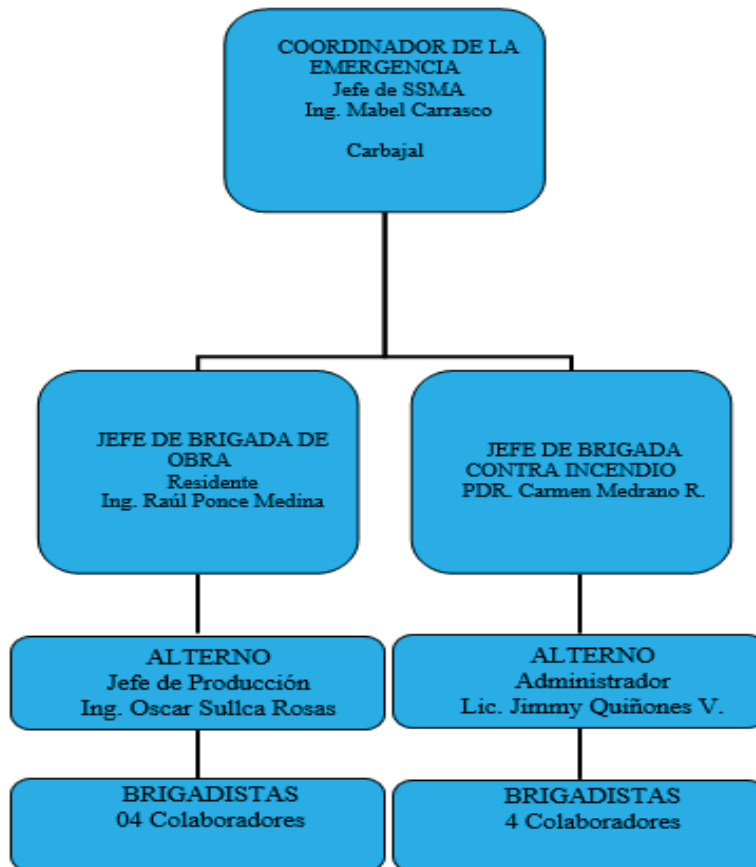 COORDINADOR DE LA
EMERGENCIA
Jefe de SSMA
Ing. Mabel Carrasco
Carbajal
JEFE DE BRIGADA DE
OBRA
Residente
Ing. Raúl Ponce Medina
JEFE DE BRIGADA
CONTRA INCENDIO
PDR. Carmen Medrano R.
ALTERNO
Jefe de Producción
Ing. Oscar Sullca Rosas
ALTERNO
Administrador
Lic. Jimmy Quiñones V.
BRIGADISTAS
04 Colaboradores
BRIGADISTAS
4 Colaboradores